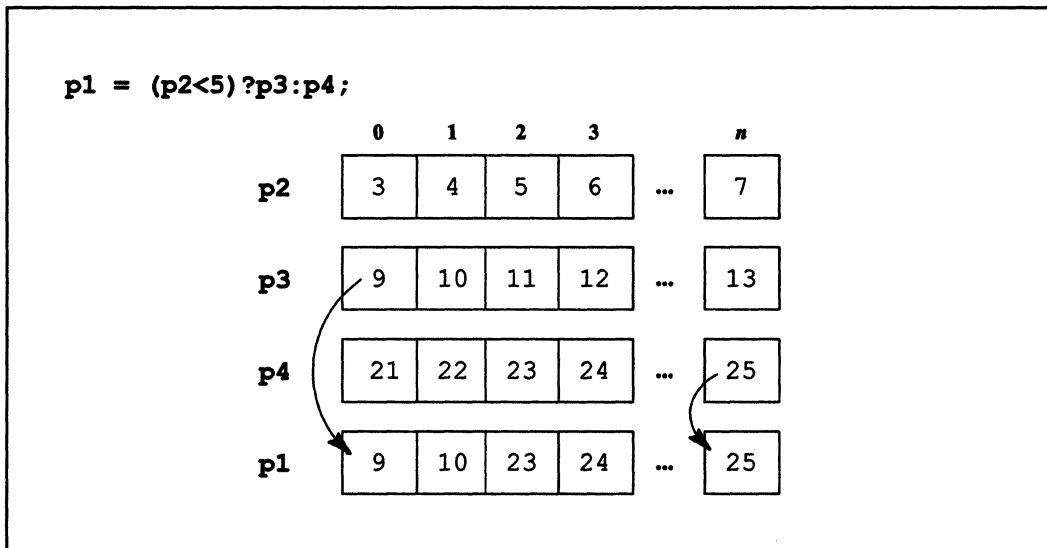 p1 = (p2<5)?p3:p4;
0 1 2 3 n
p2 3 4 5 6 ... 7
p3 9 10 11 12 ... 13
p4 21 22 23 24 ... 25
p1 9 10 23 24 ... 25